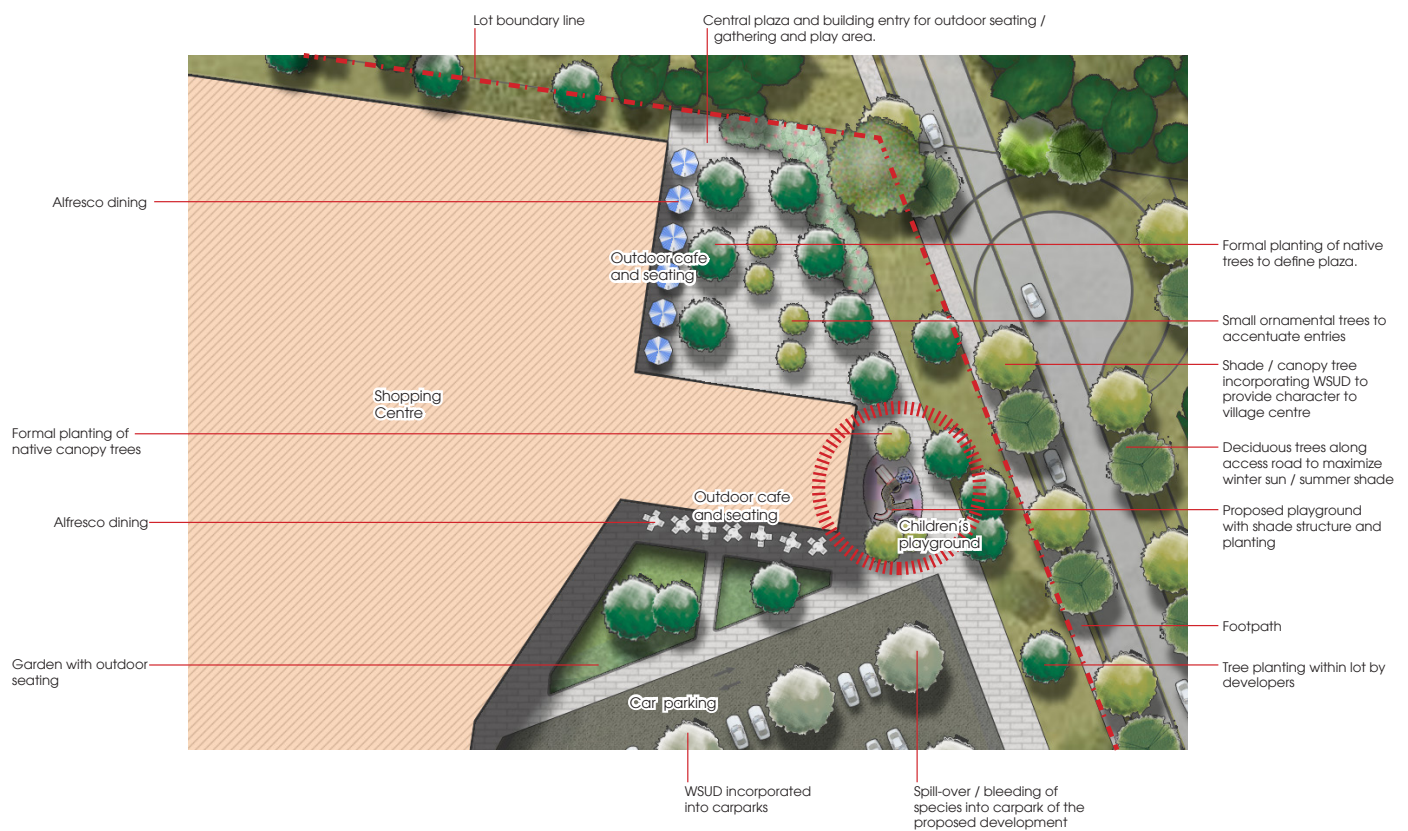 Lot boundary line
Central plaza and building entry for outdoor seating /
gathering and play area.
Alfresco dining
Outdoor cafe
and seating
Formal planting of native
trees to define plaza.
Small ornamental trees to
accentuate entries
Shade / canopy tree
incorporating WSUD to
provide character to
village centre
Shopping
Centre
Formal planting of
native canopy trees
Deciduous trees along
access road to maximize
winter sun / summer shade
Outdoor cafe
and seating
Alfresco dining
Children's
playground
Proposed playground
with shade structure and
planting
Footpath
Garden with outdoor
seating
Tree planting within lot by
developers
Car parking
WSUD incorporated
into carparks
Spill-over / bleeding of
species into carpark of the
proposed development